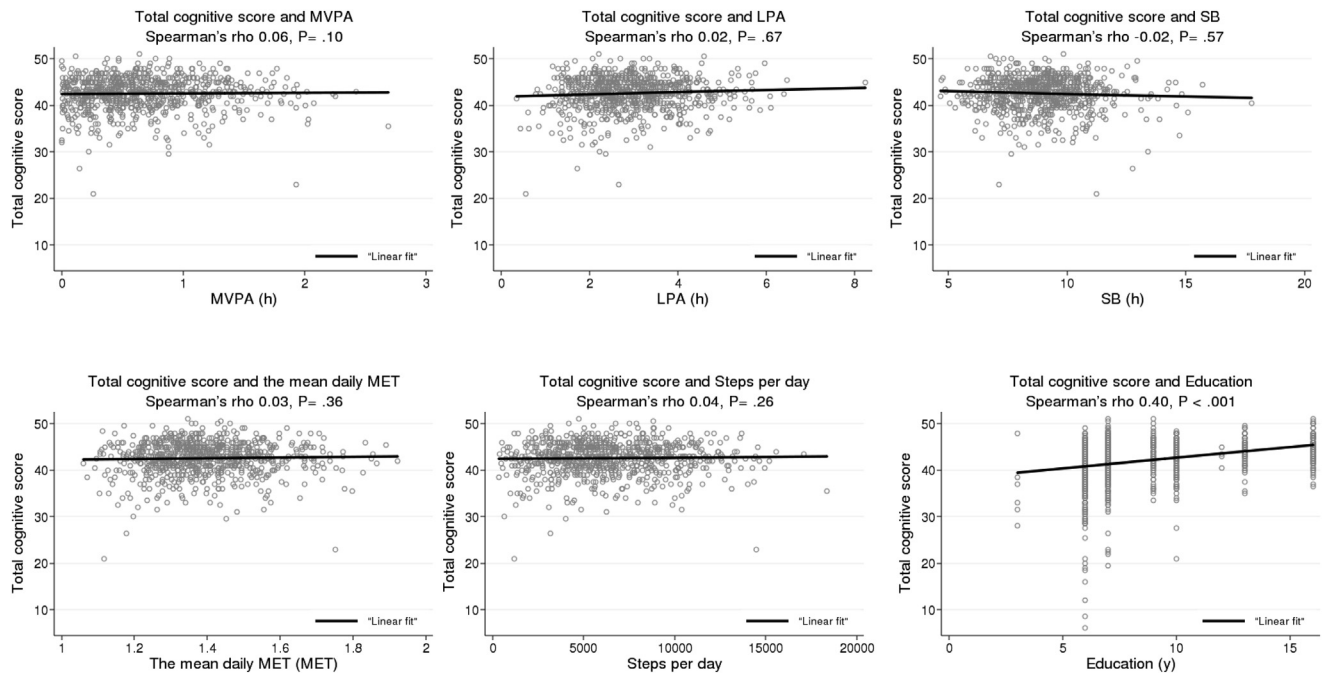 Total cognitive score and MVPA
Spearman's rho 0.06, P= .10
Total cognitive score
50
40
30
20
10
"Linear fit"
0 1 2 3
MVPA (h)
Total cognitive score and LPA
Spearman's rho 0.02, P= .67
Total cognitive score
50
40
30
20
10
"Linear fit"
0 2 4 6 8
LPA (h)
Total cognitive score and SB
Spearman's rho -0.02, P= .57
Total cognitive score
50
40
30
20
10
"Linear fit"
5 10 15 20
SB (h)
Total cognitive score and the mean daily MET
Spearman's rho 0.03, P= .36
Total cognitive score
50
40
30
20
10
"Linear fit"
1 1.2 1.4 1.6 1.8 2
The mean daily MET (MET)
Total cognitive score and Steps per day
Spearman's rho 0.04, P= .26
Total cognitive score
50
40
30
20
10
"Linear fit"
0 5000 10000 15000 20000
Steps per day
Total cognitive score and Education
Spearman's rho 0.40, P < .001
Total cognitive score
50
40
30
20
10
"Linear fit"
0 5 10 15
Education (y)